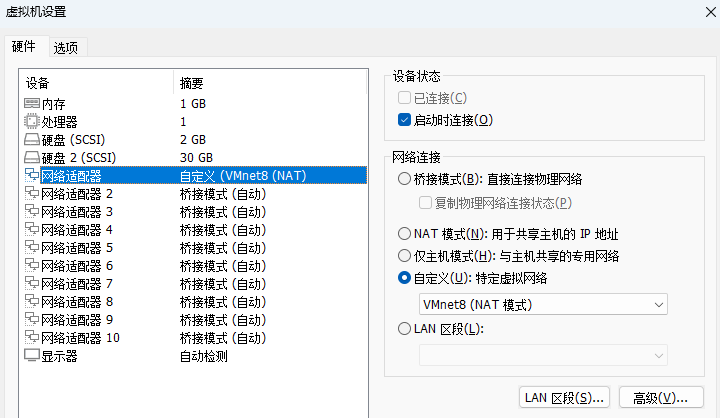 虚拟机设置
硬件 选项
设备 摘要
内存 1 GB
处理器 1
硬盘 (SCSI) 2 GB
硬盘 2 (SCSI) 30 GB
网络适配器 自定义 (VMnet8 (NAT)
网络适配器 2 桥接模式 (自动)
网络适配器 3 桥接模式 (自动)
网络适配器 4 桥接模式 (自动)
网络适配器 5 桥接模式 (自动)
网络适配器 6 桥接模式 (自动)
网络适配器 7 桥接模式 (自动)
网络适配器 8 桥接模式 (自动)
网络适配器 9 桥接模式 (自动)
网络适配器 10 桥接模式 (自动)
显示器 自动检测
设备状态
已连接(C)
启动时连接(O)
网络连接
桥接模式(B): 直接连接物理网络
复制物理网络连接状态(P)
NAT 模式(N): 用于共享主机的 IP 地址
仅主机模式(H): 与主机共享的专用网络
自定义(U): 特定虚拟网络
VMnet8 (NAT 模式)
LAN 区段(L):
LAN 区段(S)... 高级(V)...